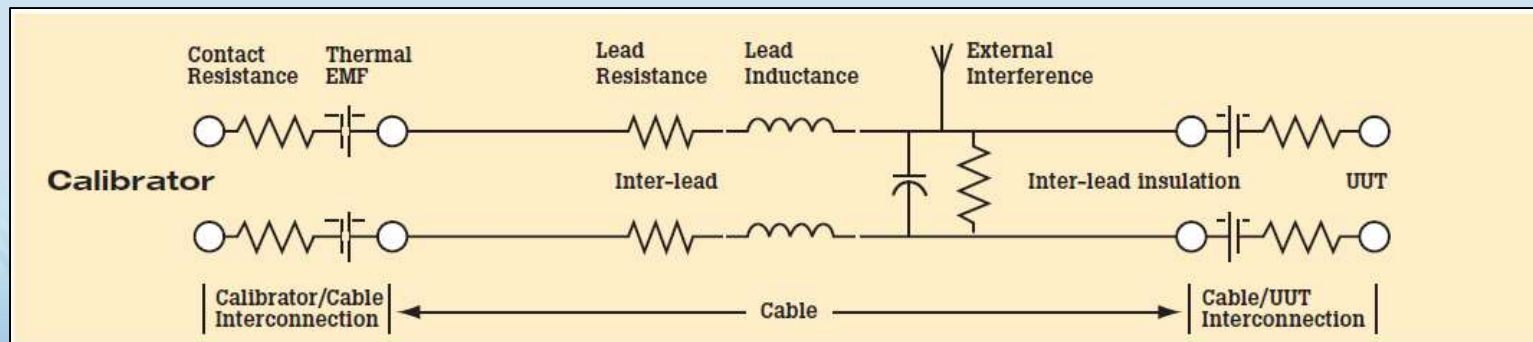 Contact
Resistance
Thermal
EMF
Lead
Resistance
Lead
Inductance
External
Interference
Calibrator
Inter-lead
Inter-lead insulation
UUT
Calibrator/Cable
Interconnection
Cable
Cable/UUT
Interconnection